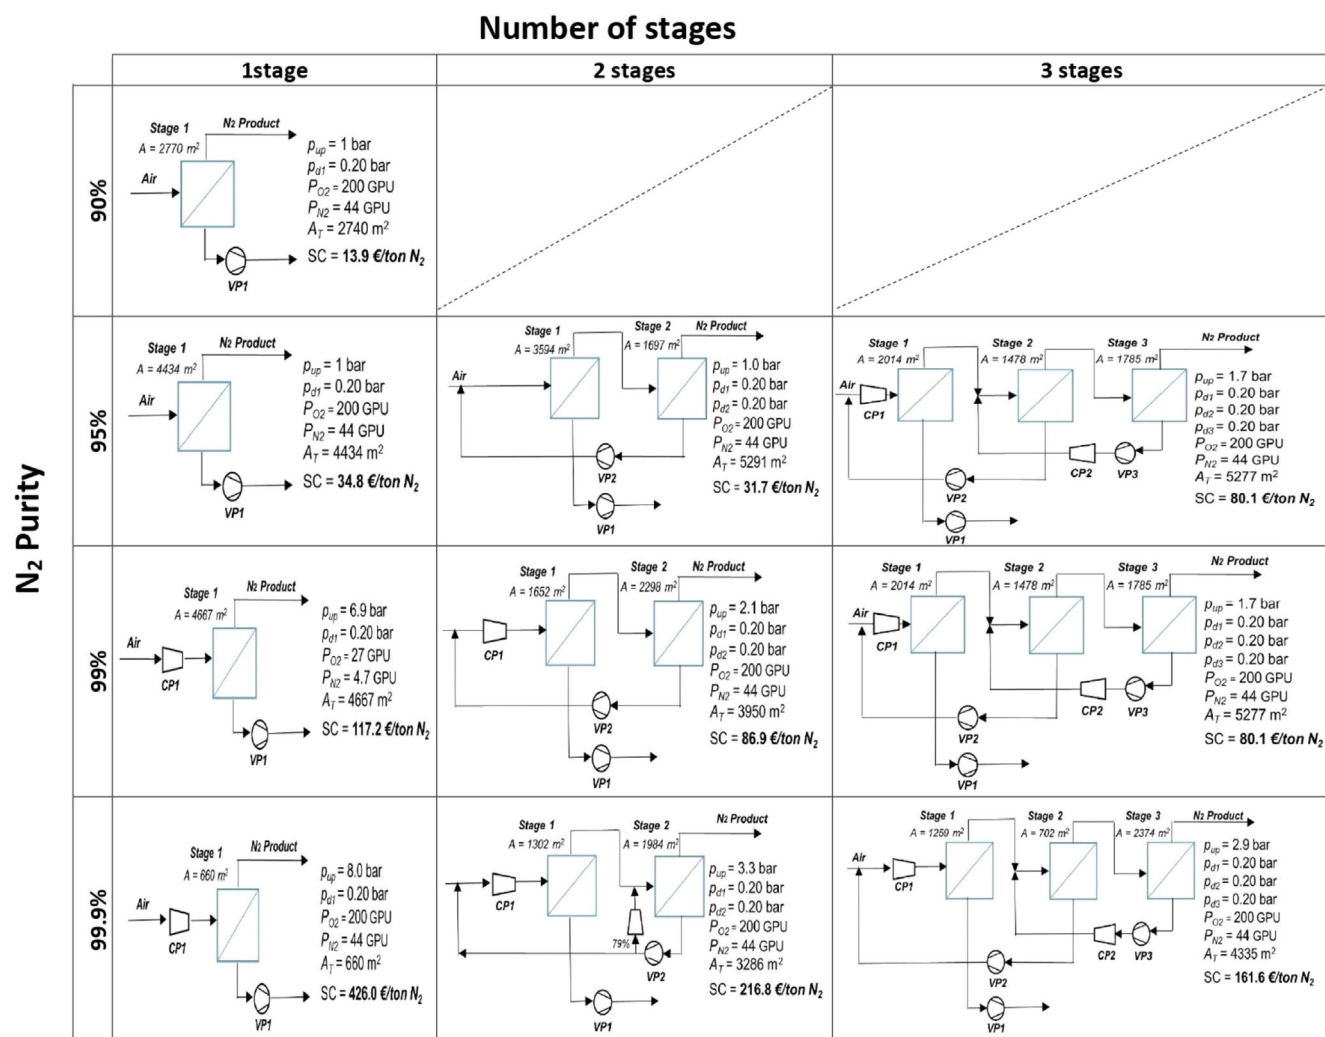 Number of stages
1stage
2 stages
3 stages
N2 Purity
90%
Stage 1
N2 Product
A = 2770 m²
Air
VP1
pup = 1 bar
pd1 = 0.20 bar
PO2 = 200 GPU
PN2 = 44 GPU
AT = 2740 m²
SC = 13.9 €/ton N2
95%
Stage 1
N2 Product
A = 4434 m²
Air
VP1
pup = 1 bar
pd1 = 0.20 bar
PO2 = 200 GPU
PN2 = 44 GPU
AT = 4434 m²
SC = 34.8 €/ton N2
Stage 1
Stage 2
N2 Product
A = 3594 m²
A = 1697 m²
Air
VP2
VP1
pup = 1.0 bar
pd1 = 0.20 bar
pd2 = 0.20 bar
PO2 = 200 GPU
PN2 = 44 GPU
AT = 5291 m²
SC = 31.7 €/ton N2
Stage 1
Stage 2
Stage 3
N2 Product
A = 2014 m²
A = 1478 m²
A = 1785 m²
Air
CP1
CP2
VP3
VP2
VP1
pup = 1.7 bar
pd1 = 0.20 bar
pd2 = 0.20 bar
pd3 = 0.20 bar
PO2 = 200 GPU
PN2 = 44 GPU
AT = 5277 m²
SC = 80.1 €/ton N2
99%
Stage 1
N2 Product
A = 4667 m²
Air
CP1
VP1
pup = 6.9 bar
pd1 = 0.20 bar
PO2 = 27 GPU
PN2 = 4.7 GPU
AT = 4667 m²
SC = 117.2 €/ton N2
Stage 1
Stage 2
N2 Product
A = 1652 m²
A = 2298 m²
CP1
VP2
VP1
pup = 2.1 bar
pd1 = 0.20 bar
pd2 = 0.20 bar
PO2 = 200 GPU
PN2 = 44 GPU
AT = 3950 m²
SC = 86.9 €/ton N2
Stage 1
Stage 2
Stage 3
N2 Product
A = 2014 m²
A = 1478 m²
A = 1785 m²
Air
CP1
CP2
VP3
VP2
VP1
pup = 1.7 bar
pd1 = 0.20 bar
pd2 = 0.20 bar
pd3 = 0.20 bar
PO2 = 200 GPU
PN2 = 44 GPU
AT = 5277 m²
SC = 80.1 €/ton N2
99.9%
Stage 1
N2 Product
A = 660 m²
Air
CP1
VP1
pup = 8.0 bar
pd1 = 0.20 bar
PO2 = 200 GPU
PN2 = 44 GPU
AT = 660 m²
SC = 426.0 €/ton N2
Stage 1
Stage 2
N2 Product
A = 1302 m²
A = 1984 m²
CP1
79%
VP2
VP1
pup = 3.3 bar
pd1 = 0.20 bar
pd2 = 0.20 bar
PO2 = 200 GPU
PN2 = 44 GPU
AT = 3286 m²
SC = 216.8 €/ton N2
Stage 1
Stage 2
Stage 3
N2 Product
A = 1259 m²
A = 702 m²
A = 2374 m²
Air
CP1
CP2
VP3
VP2
VP1
pup = 2.9 bar
pd1 = 0.20 bar
pd2 = 0.20 bar
pd3 = 0.20 bar
PO2 = 200 GPU
PN2 = 44 GPU
AT = 4335 m²
SC = 161.6 €/ton N2